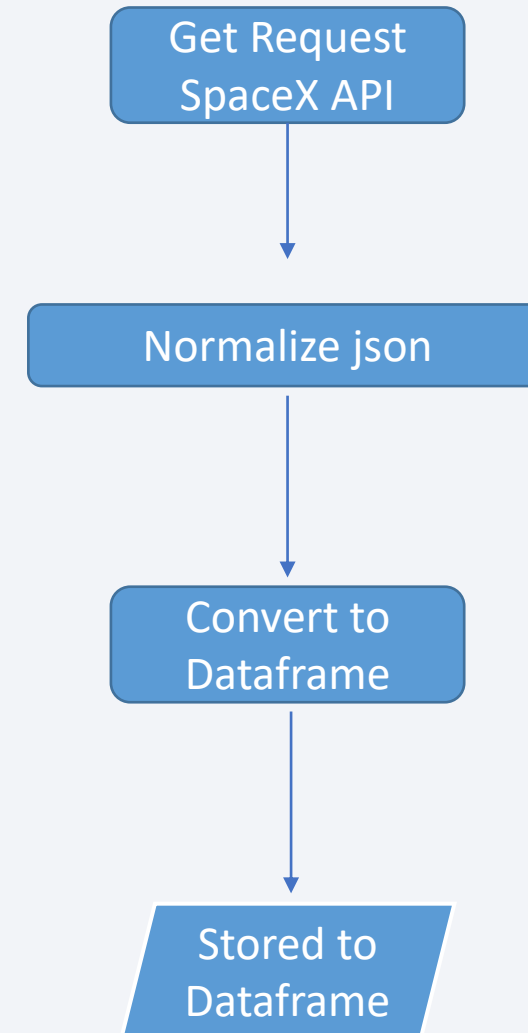 Get Request
SpaceX API
Normalize json
Convert to
Dataframe
Stored to
Dataframe